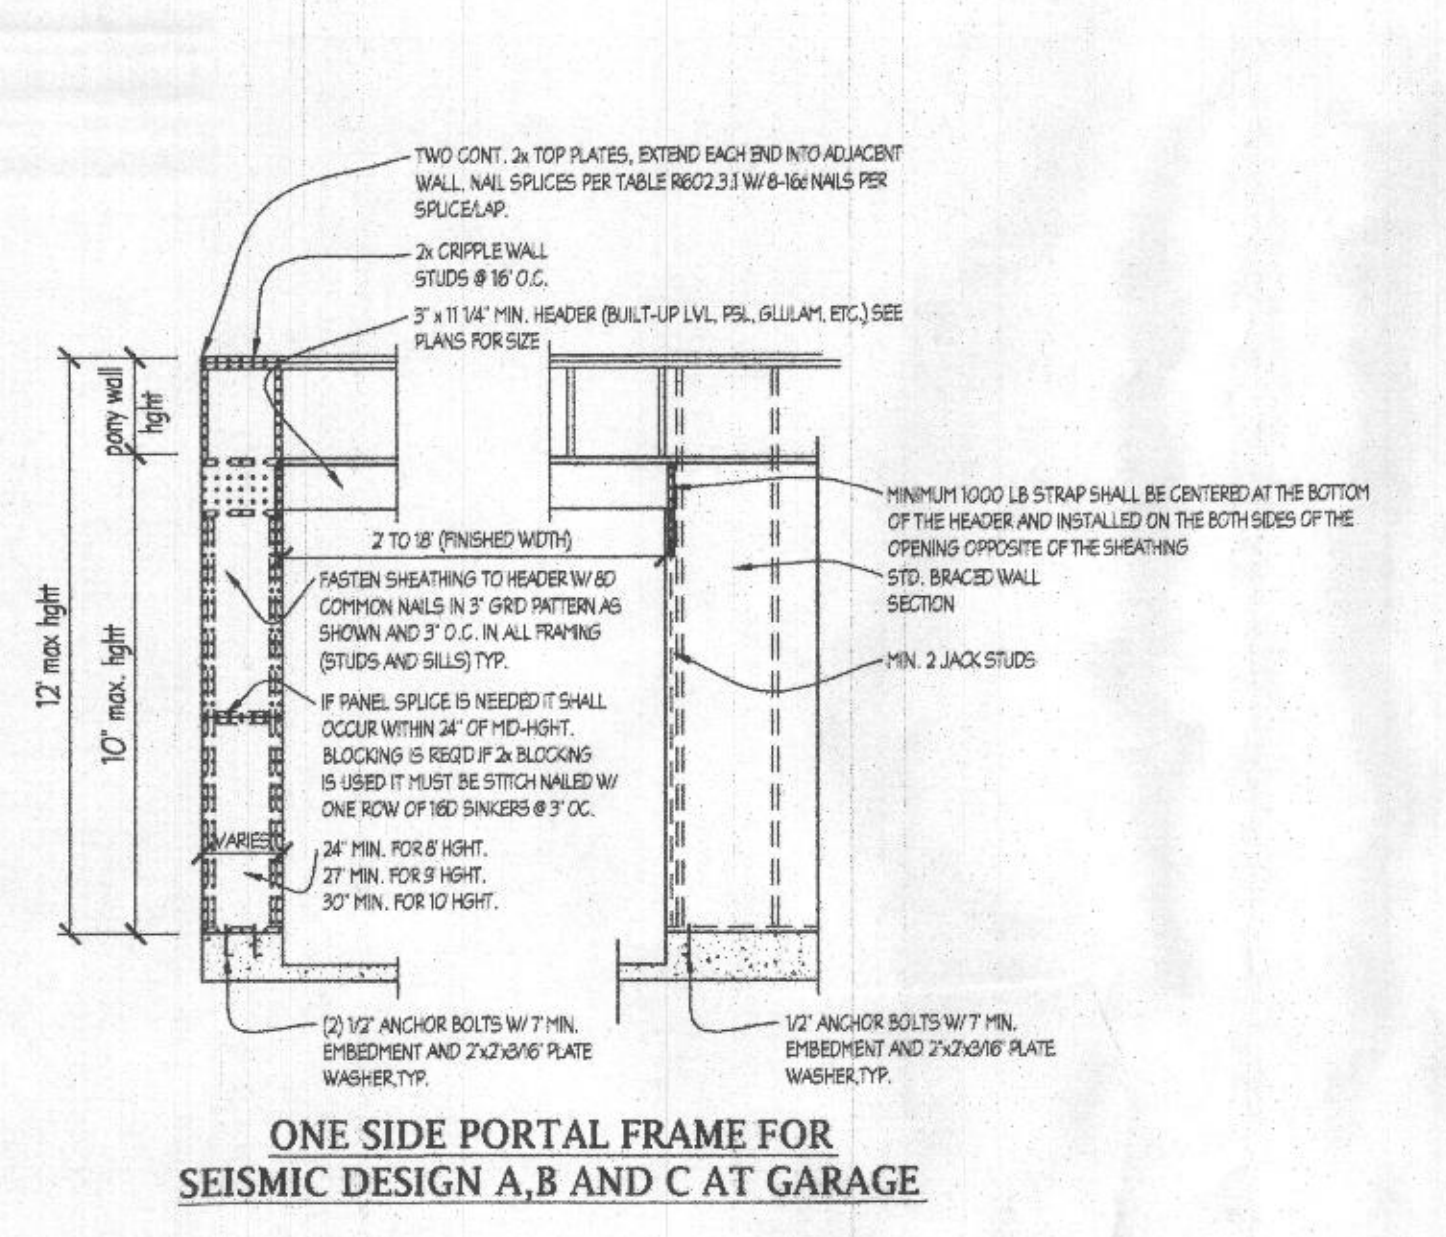 TWO CONT. 2x TOP PLATES, EXTEND EACH END INTO ADJACENT
WALL. NAIL SPLICES PER TABLE R602.3.1 W/ 8-16d NAILS PER
SPLICE/LAP.
2x CRIPPLE WALL
STUDS @ 16" O.C.
3" x 11 1/4" MIN. HEADER (BUILT-UP LVL, PSL, GLULAM, ETC.) SEE
PLANS FOR SIZE
pony wall
hght
12' max hght
10" max. hght
MINIMUM 1000 LB STRAP SHALL BE CENTERED AT THE BOTTOM
OF THE HEADER AND INSTALLED ON THE BOTH SIDES OF THE
OPENING OPPOSITE OF THE SHEATHING
2' TO 18' (FINISHED WIDTH)
STD. BRACED WALL
SECTION
FASTEN SHEATHING TO HEADER W/ 8D
COMMON NAILS IN 3" GRID PATTERN AS
SHOWN AND 3" O.C. IN ALL FRAMING
(STUDS AND SILLS) TYP.
MIN. 2 JACK STUDS
IF PANEL SPLICE IS NEEDED IT SHALL
OCCUR WITHIN 24" OF MID-HGHT.
BLOCKING IS REQD IF 2x BLOCKING
IS USED IT MUST BE STITCH NAILED W/
ONE ROW OF 16D SINKERS @ 3" OC.
VARIES
24" MIN. FOR 8' HGHT.
27" MIN. FOR 9' HGHT.
30" MIN. FOR 10' HGHT.
(2) 1/2" ANCHOR BOLTS W/ 7" MIN.
EMBEDMENT AND 2"x2"x3/16" PLATE
WASHER,TYP.
1/2" ANCHOR BOLTS W/ 7" MIN.
EMBEDMENT AND 2"x2"x3/16" PLATE
WASHER,TYP.
ONE SIDE PORTAL FRAME FOR
SEISMIC DESIGN A,B AND C AT GARAGE